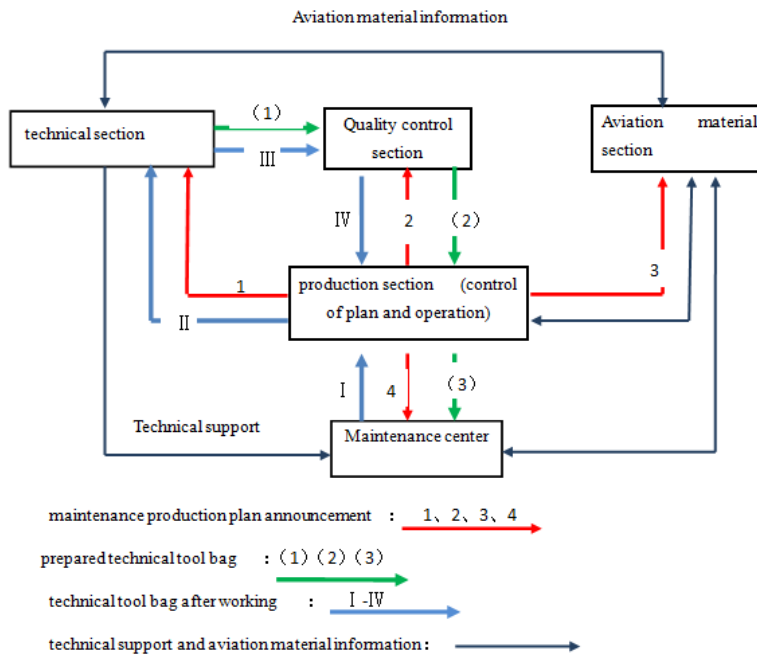 Aviation material information
technical section
(1)
III
Quality control
section
Aviation material
section
IV
2
(2)
3
1
production section (control
of plan and operation)
II
I
4
(3)
Technical support
Maintenance center
maintenance production plan announcement : 1、2、3、4
prepared technical tool bag :(1)(2)(3)
technical tool bag after working : I-IV
technical support and aviation material information: